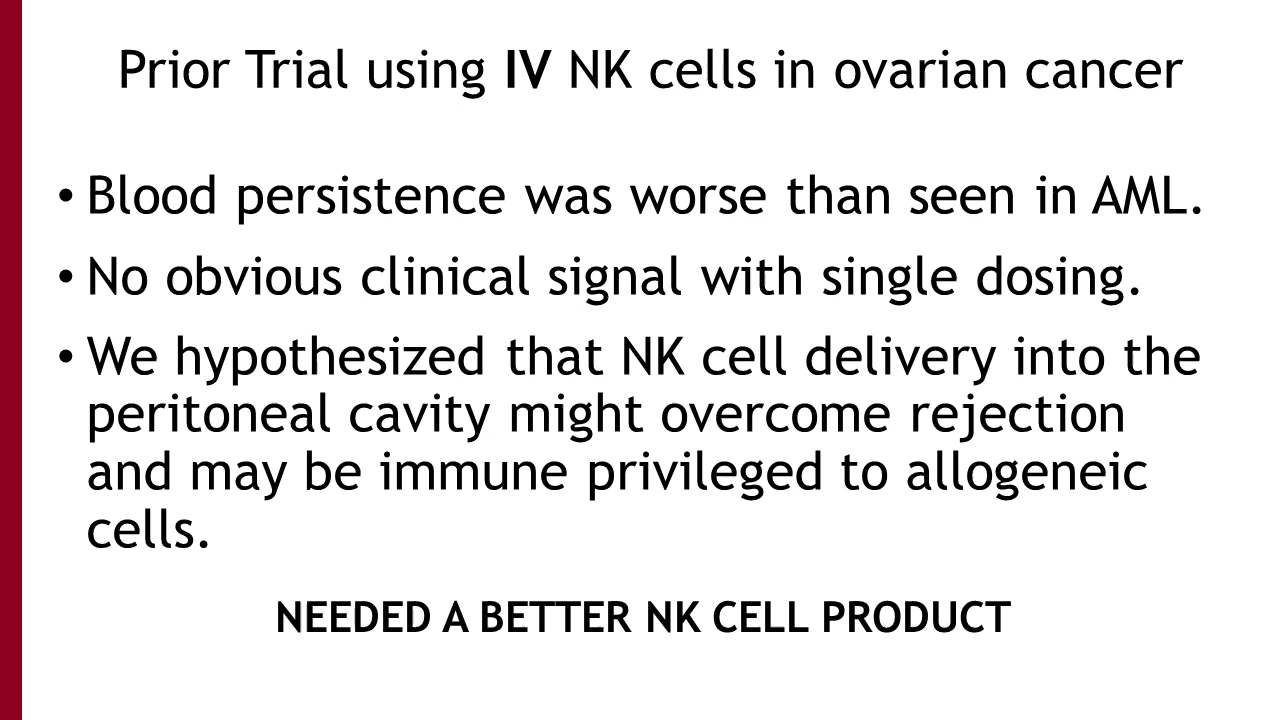 Prior Trial using IV NK cells in ovarian cancer
• Blood persistence was worse than seen in AML.
• No obvious clinical signal with single dosing.
• We hypothesized that NK cell delivery into the
peritoneal cavity might overcome rejection
and may be immune privileged to allogeneic
cells.
NEEDED A BETTER NK CELL PRODUCT